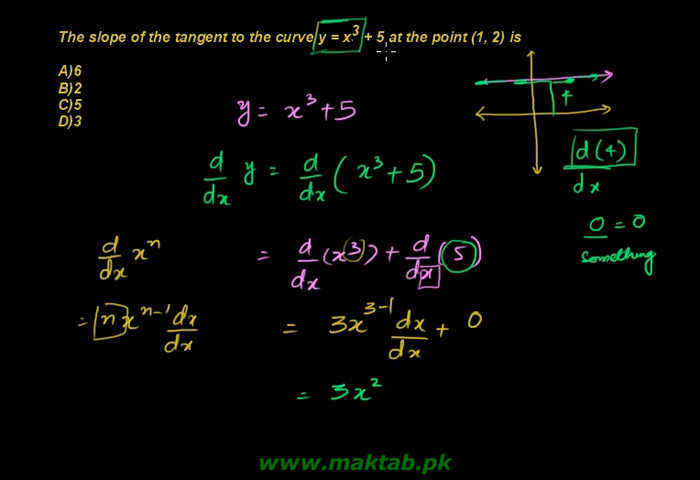 The slope of the tangent to the curve y = x³ + 5 at the point (1, 2) is
A)6
B)2
C)5
D)3
y = x³ + 5
d/dx y = d/dx (x³ + 5)
4
d(4)/dx
0/something = 0
d/dx xⁿ
= d/dx (x³) + d/dx (5)
= n xⁿ⁻¹ dx/dx
= 3x³⁻¹ dx/dx + 0
= 3x²
www.maktab.pk